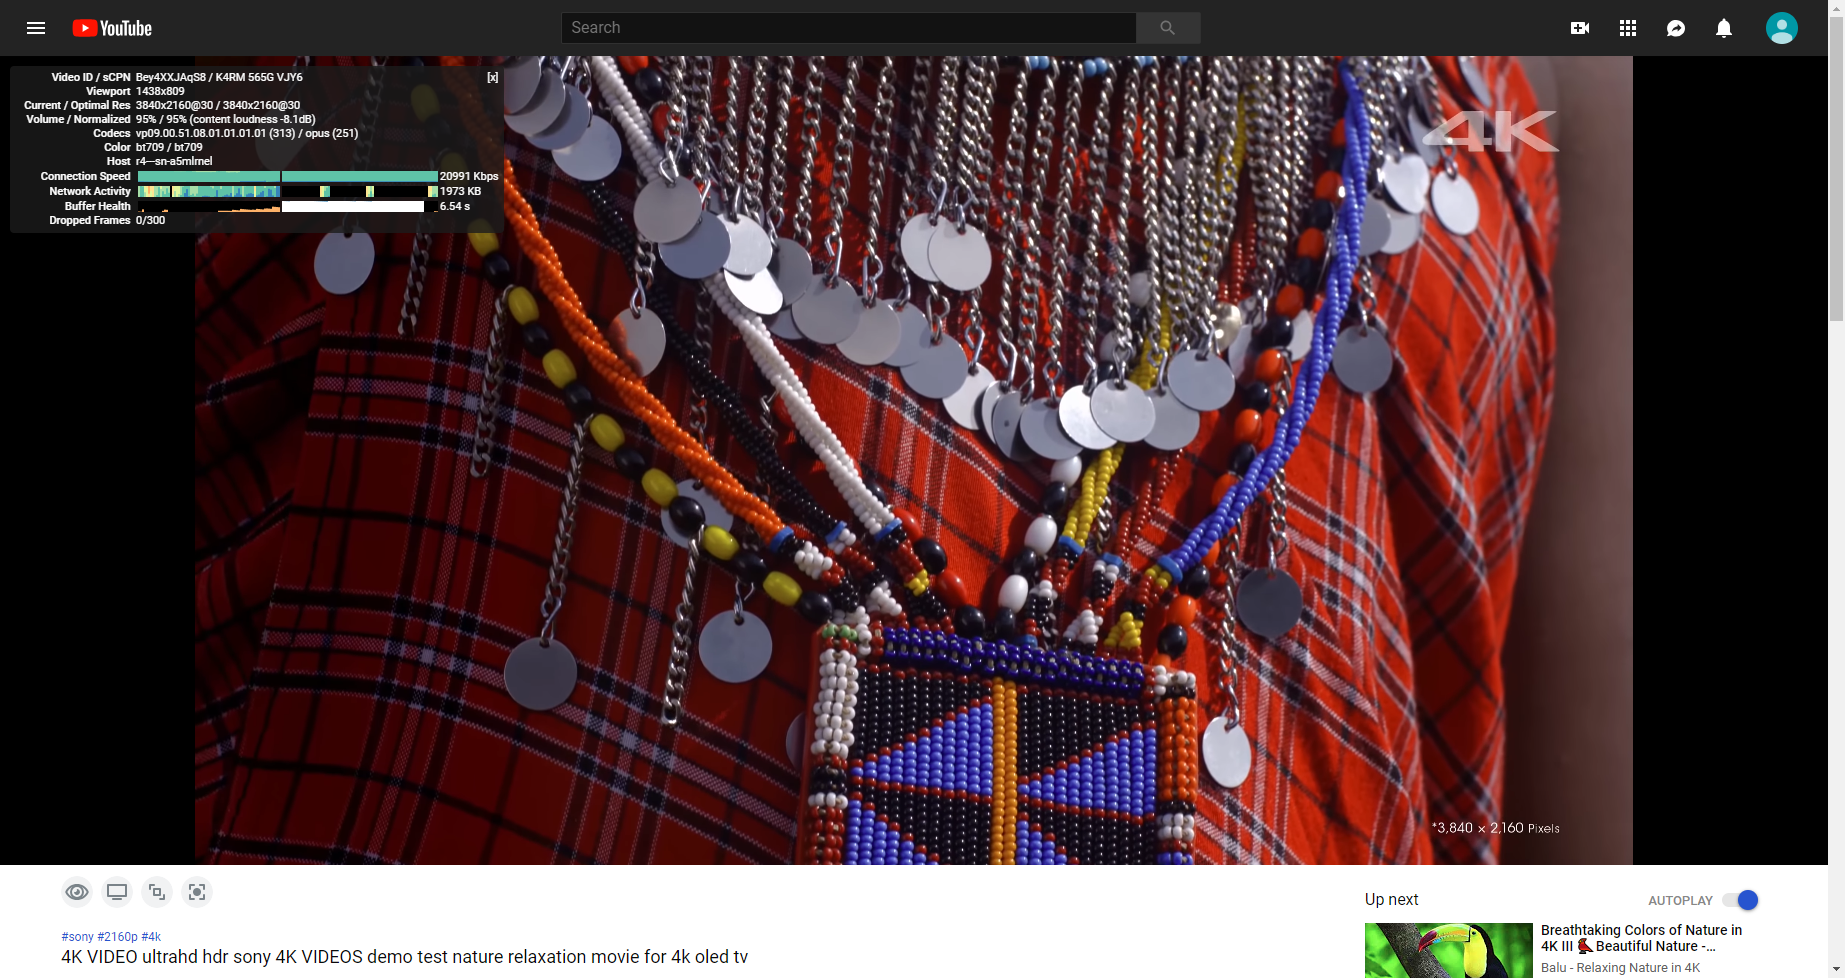 YouTube
Search
Video ID / sCPN Bey4XXJAqS8 / K4RM 565G VJY6 [x]
Viewport 1438x809
Current / Optimal Res 3840x2160@30 / 3840x2160@30
Volume / Normalized 95% / 95% (content loudness -8.1dB)
Codecs vp09.00.51.08.01.01.01.01 (313) / opus (251)
Color bt709 / bt709
Host r4---sn-a5mlrnel
Connection Speed 20991 Kbps
Network Activity 1973 KB
Buffer Health 6.54 s
Dropped Frames 0/300
4K
*3,840 × 2,160 Pixels
#sony #2160p #4k
4K VIDEO ultrahd hdr sony 4K VIDEOS demo test nature relaxation movie for 4k oled tv
Up next AUTOPLAY
Breathtaking Colors of Nature in
4K III 🐦Beautiful Nature -...
Balu - Relaxing Nature in 4K